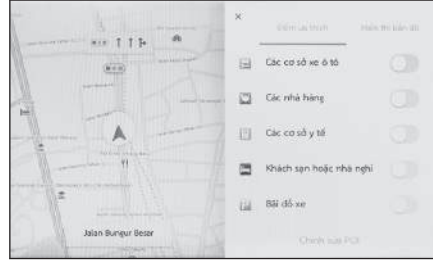 ×
Điểm ưa thích
Hiển thị bản đồ
Các cơ sở xe ô tô
Các nhà hàng
Các cơ sở y tế
Khách sạn hoặc nhà nghỉ
Bãi đỗ xe
Chỉnh sửa POI
Jalan Bungur Besar